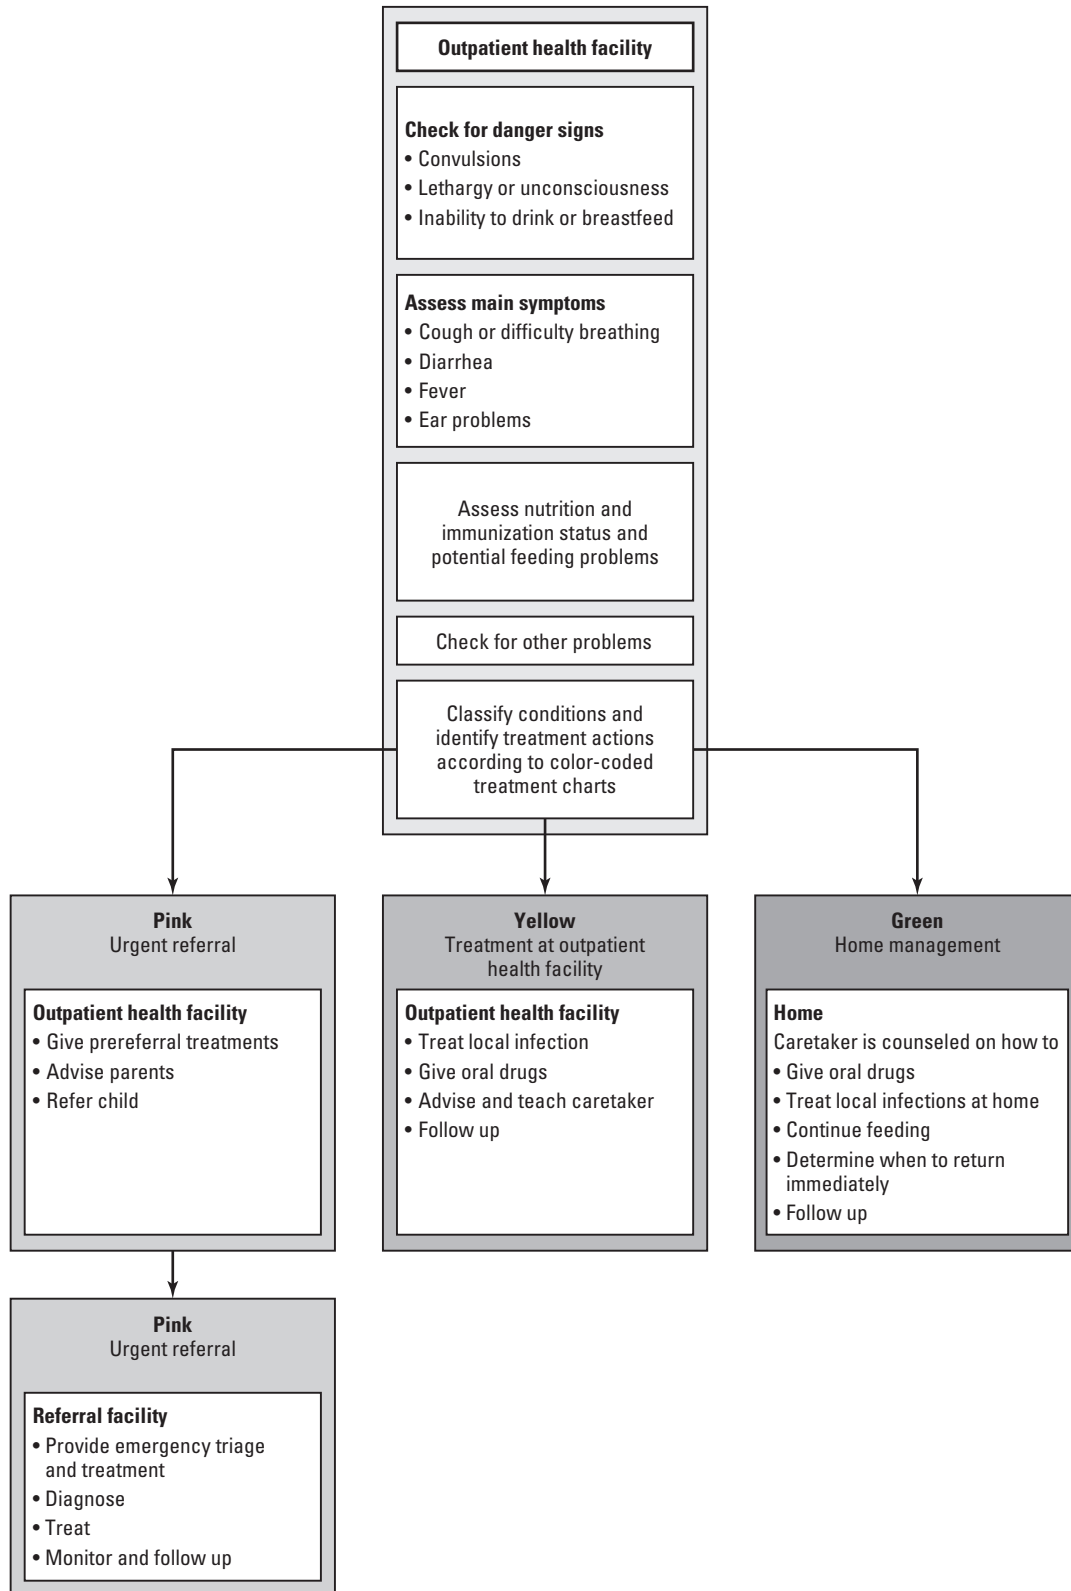 Outpatient health facility
Check for danger signs
• Convulsions
• Lethargy or unconsciousness
• Inability to drink or breastfeed
Assess main symptoms
• Cough or difficulty breathing
• Diarrhea
• Fever
• Ear problems
Assess nutrition and
immunization status and
potential feeding problems
Check for other problems
Classify conditions and
identify treatment actions
according to color-coded
treatment charts
Pink
Urgent referral
Outpatient health facility
• Give prereferral treatments
• Advise parents
• Refer child
Yellow
Treatment at outpatient
health facility
Outpatient health facility
• Treat local infection
• Give oral drugs
• Advise and teach caretaker
• Follow up
Green
Home management
Home
Caretaker is counseled on how to
• Give oral drugs
• Treat local infections at home
• Continue feeding
• Determine when to return
immediately
• Follow up
Pink
Urgent referral
Referral facility
• Provide emergency triage
and treatment
• Diagnose
• Treat
• Monitor and follow up